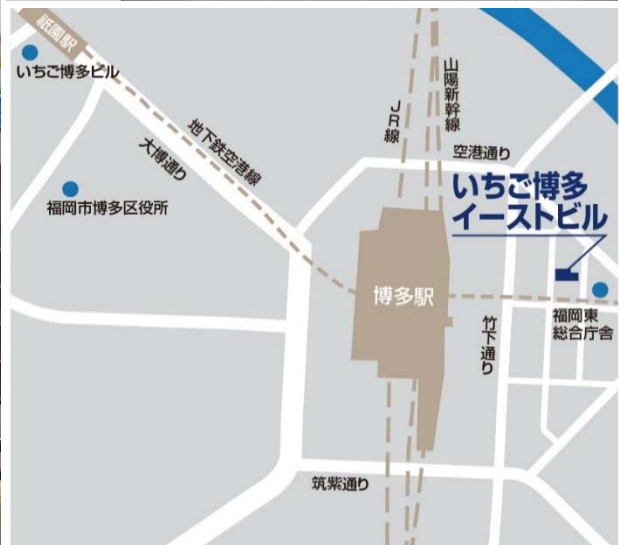 祇園駅
いちご博多ビル
地下鉄空港線
大博通り
福岡市博多区役所
JR線
山陽新幹線
空港通り
いちご博多
イーストビル
博多駅
竹下通り
福岡東
総合庁舎
筑紫通り